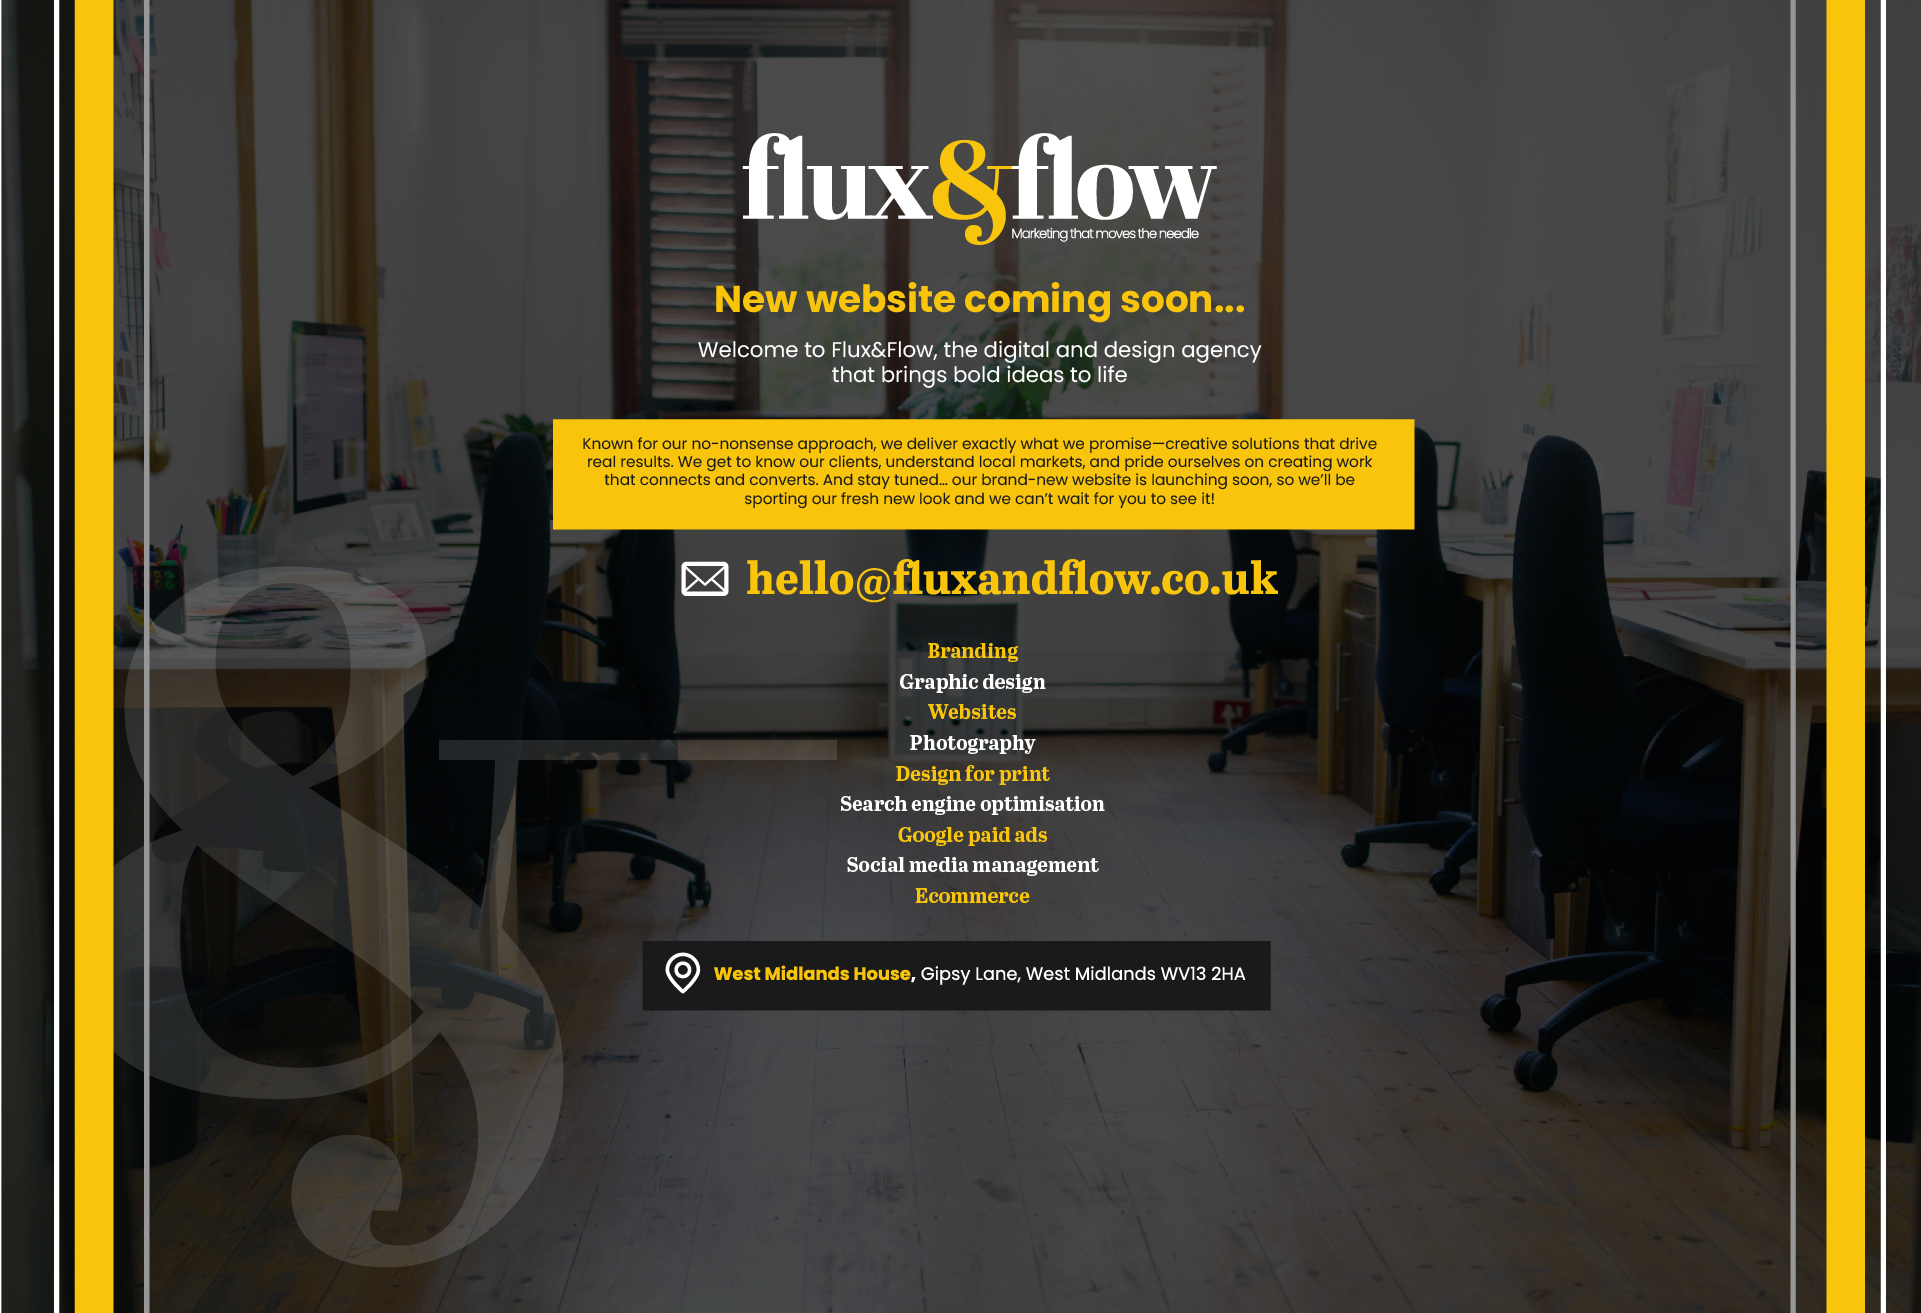 flux&flow
Marketing that moves the needle
New website coming soon...
Welcome to Flux&Flow, the digital and design agency
that brings bold ideas to life
Known for our no-nonsense approach, we deliver exactly what we promise—creative solutions that drive
real results. We get to know our clients, understand local markets, and pride ourselves on creating work
that connects and converts. And stay tuned... our brand-new website is launching soon, so we'll be
sporting our fresh new look and we can't wait for you to see it!
hello@fluxandflow.co.uk
Branding
Graphic design
Websites
Photography
Design for print
Search engine optimisation
Google paid ads
Social media management
Ecommerce
West Midlands House, Gipsy Lane, West Midlands WV13 2HA
&